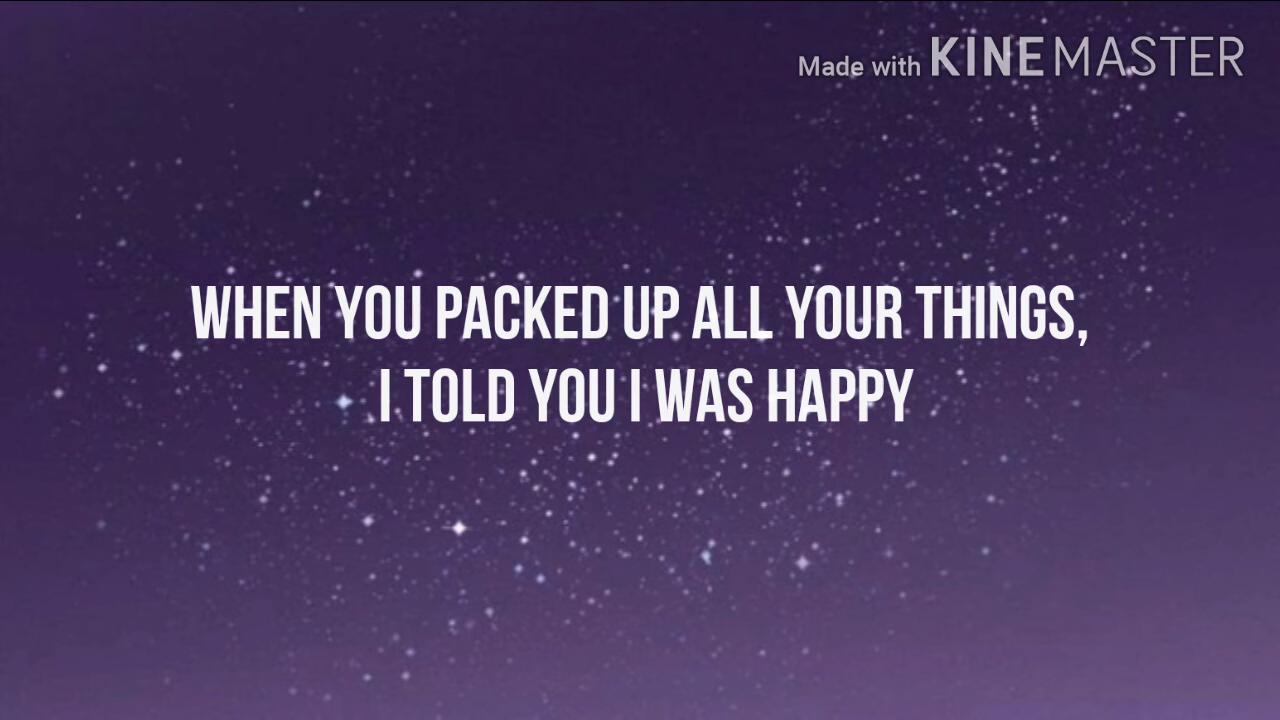 Made with KINEMASTER
WHEN YOU PACKED UP ALL YOUR THINGS,
I TOLD YOU I WAS HAPPY